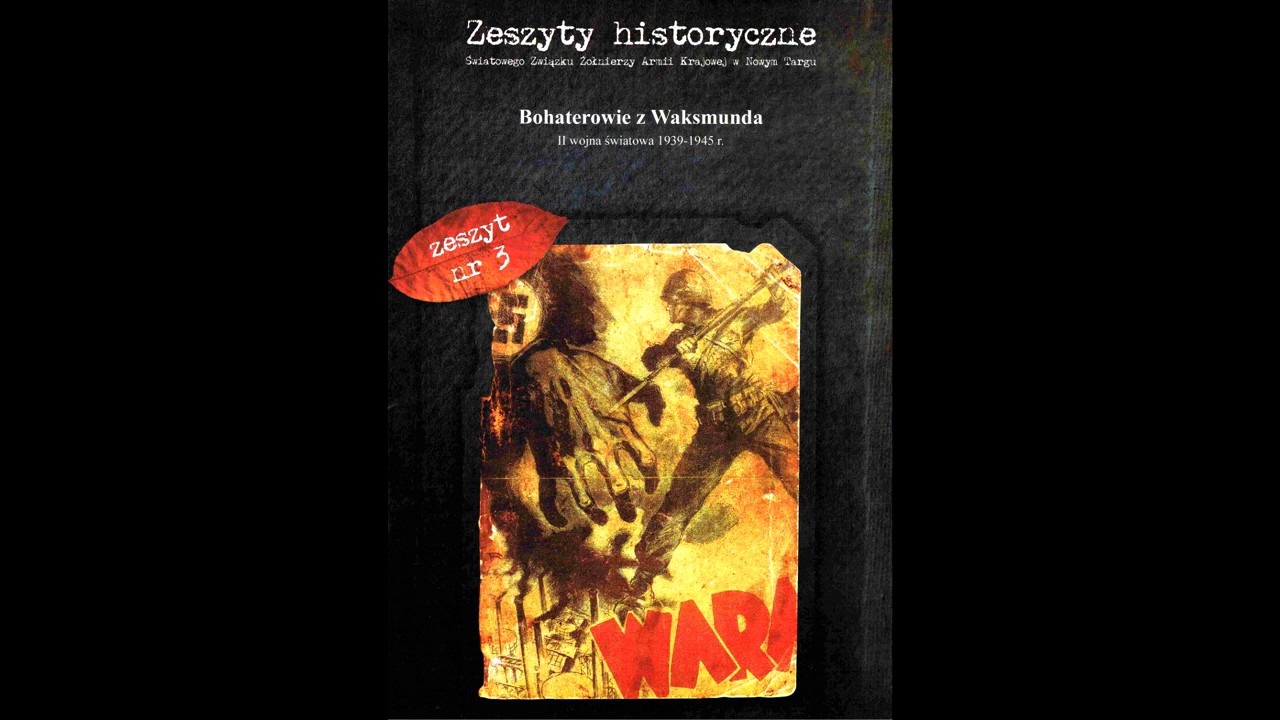 Zeszyty historyczne
Światowego Związku Żołnierzy Armii Krajowej w Nowym Targu
Bohaterowie z Waksmunda
II wojna światowa 1939-1945 r.
zeszyt
nr 3
WARA